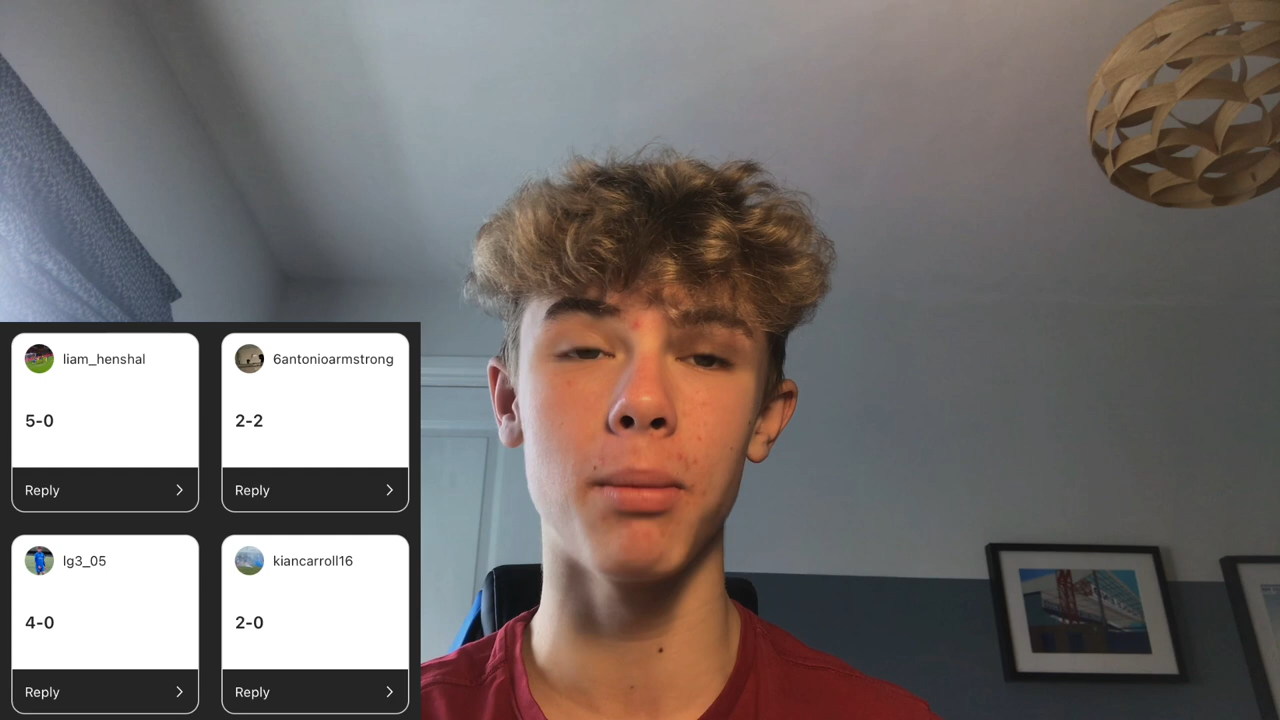 liam_henshal
5-0
Reply
6antonioarmstrong
2-2
Reply
lg3_05
4-0
Reply
kiancarroll16
2-0
Reply